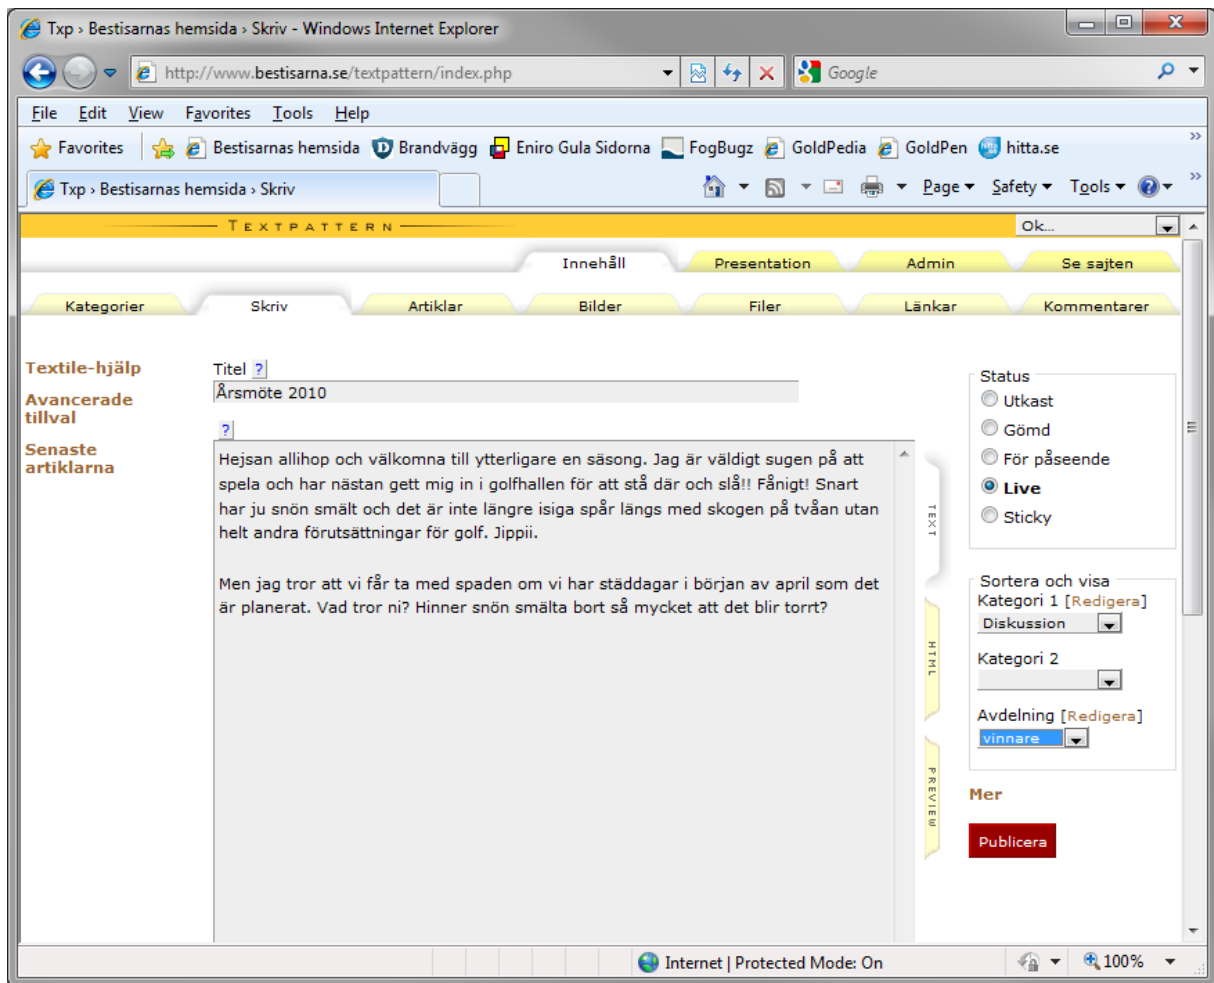 Txp › Bestisarnas hemsida › Skriv - Windows Internet Explorer
http://www.bestisarna.se/textpattern/index.php
Google
File Edit View Favorites Tools Help
Favorites Bestisarnas hemsida Brandvägg Eniro Gula Sidorna FogBugz GoldPedia GoldPen hitta.se
Txp › Bestisarnas hemsida › Skriv
Page Safety Tools
TEXTPATTERN
Ok...
Innehåll Presentation Admin Se sajten
Kategorier Skriv Artiklar Bilder Filer Länkar Kommentarer
Textile-hjälp
Avancerade
tillval
Senaste
artiklarna
Titel ?
Årsmöte 2010
?
Hejsan allihop och välkomna till ytterligare en säsong. Jag är väldigt sugen på att
spela och har nästan gett mig in i golfhallen för att stå där och slå!! Fånigt! Snart
har ju snön smält och det är inte längre isiga spår längs med skogen på tvåan utan
helt andra förutsättningar för golf. Jippii.
Men jag tror att vi får ta med spaden om vi har städdagar i början av april som det
är planerat. Vad tror ni? Hinner snön smälta bort så mycket att det blir torrt?
TEXT
HTML
PREVIEW
Status
Utkast
Gömd
För påseende
Live
Sticky
Sortera och visa
Kategori 1 [Redigera]
Diskussion
Kategori 2
Avdelning [Redigera]
vinnare
Mer
Publicera
Internet | Protected Mode: On
100%